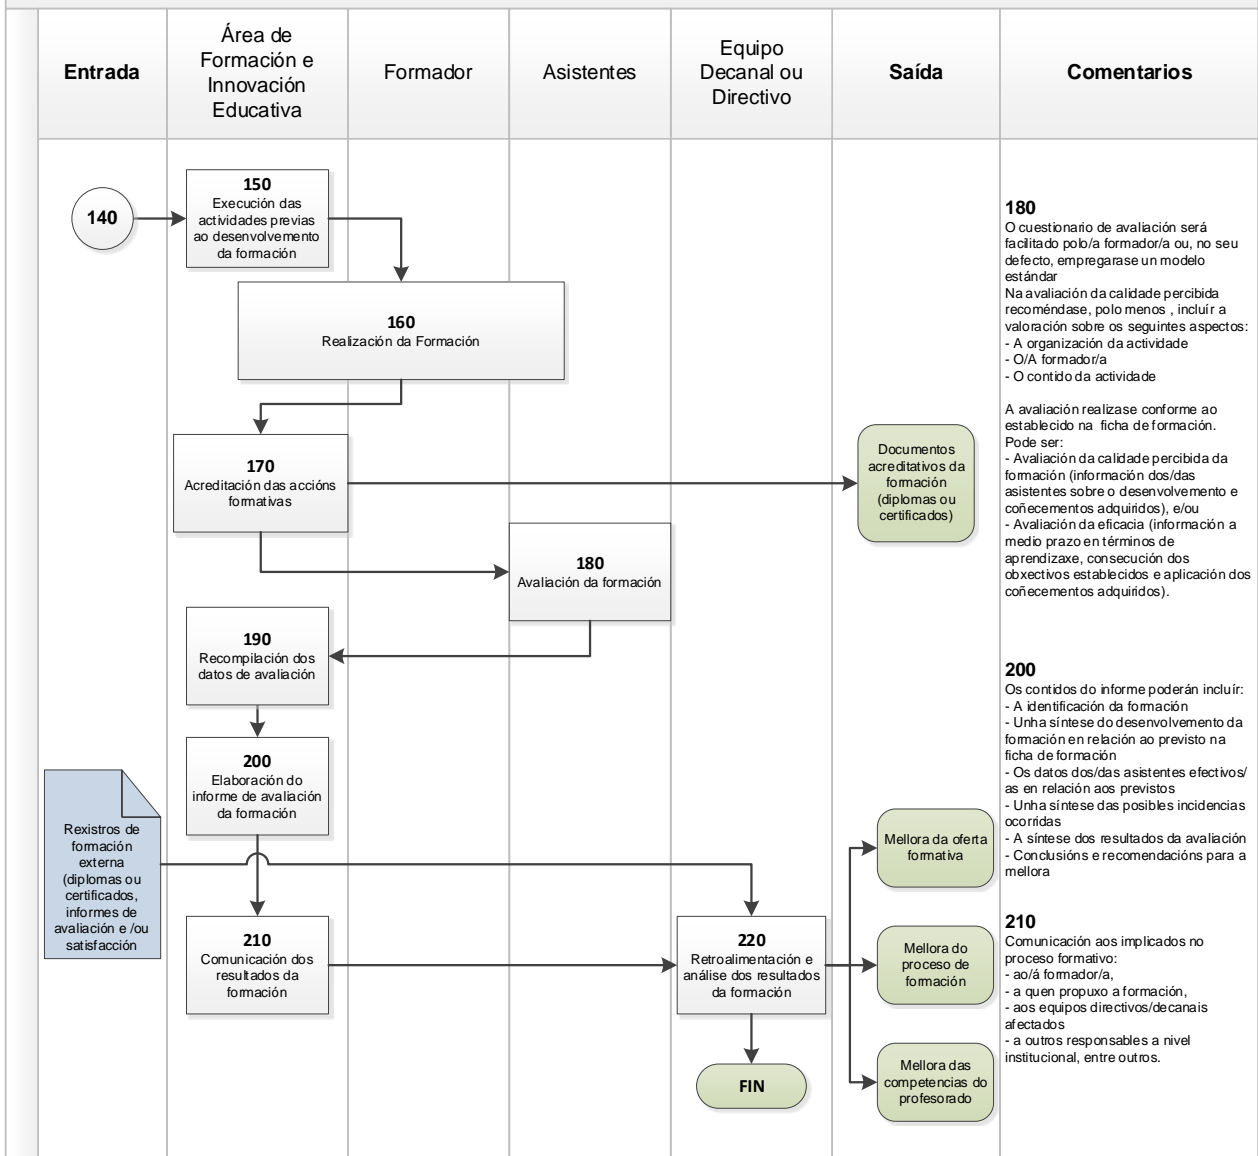 Entrada
Área de
Formación e
Innovación
Educativa
Formador
Asistentes
Equipo
Decanal ou
Directivo
Saída
Comentarios
140
150
Execución das
actividades previas
ao desenvolvemento
da formación
160
Realización da Formación
170
Acreditación das accións
formativas
Documentos
acreditativos da
formación
(diplomas ou
certificados)
180
Avaliación da formación
190
Recompilación dos
datos de avaliación
200
Elaboración do
informe de avaliación
da formación
Rexistros de
formación
externa
(diplomas ou
certificados,
informes de
avaliación e /ou
satisfacción
210
Comunicación dos
resultados da
formación
220
Retroalimentación e
análise dos resultados
da formación
FIN
Mellora da oferta
formativa
Mellora do
proceso de
formación
Mellora das
competencias do
profesorado
180
O cuestionario de avaliación será
facilitado polo/a formador/a ou, no seu
defecto, empregarase un modelo
estándar
Na avaliación da calidade percibida
recoméndase, polo menos , incluír a
valoración sobre os seguintes aspectos:
- A organización da actividade
- O/A formador/a
- O contido da actividade
A avaliación realizase conforme ao
establecido na ficha de formación.
Pode ser:
- Avaliación da calidade percibida da
formación (información dos/das
asistentes sobre o desenvolvemento e
coñecementos adquiridos), e/ou
- Avaliación da eficacia (información a
medio prazo en términos de
aprendizaxe, consecución dos
obxectivos establecidos e aplicación dos
coñecementos adquiridos).
200
Os contidos do informe poderán incluír:
- A identificación da formación
- Unha síntese do desenvolvemento da
formación en relación ao previsto na
ficha de formación
- Os datos dos/das asistentes efectivos/
as en relación aos previstos
- Unha síntese das posibles incidencias
ocorridas
- A síntese dos resultados da avaliación
- Conclusións e recomendacións para a
mellora
210
Comunicación aos implicados no
proceso formativo:
- ao/á formador/a,
- a quen propuxo a formación,
- aos equipos directivos/decanais
afectados
- a outros responsables a nivel
institucional, entre outros.